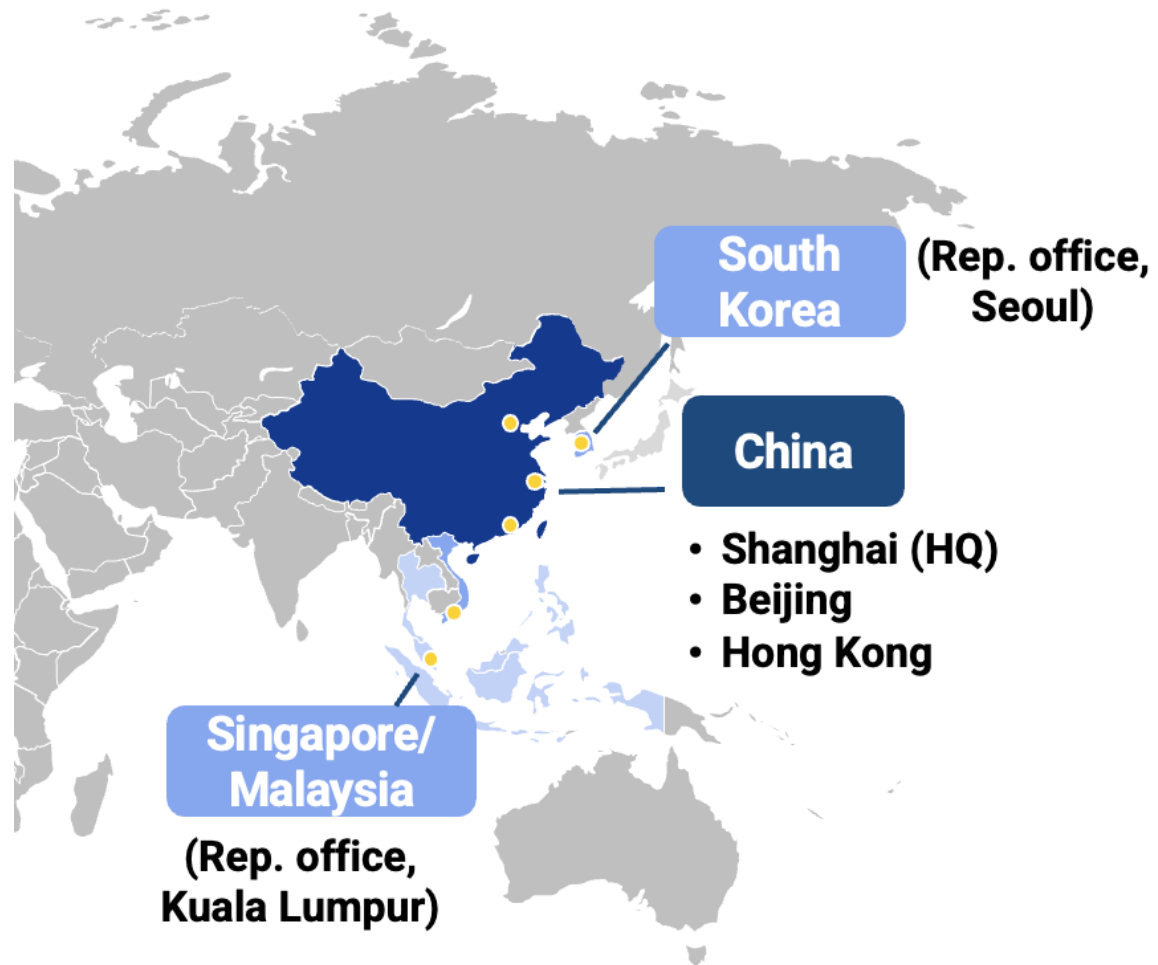 South
Korea
(Rep. office,
Seoul)
China
• Shanghai (HQ)
• Beijing
• Hong Kong
Singapore/
Malaysia
(Rep. office,
Kuala Lumpur)